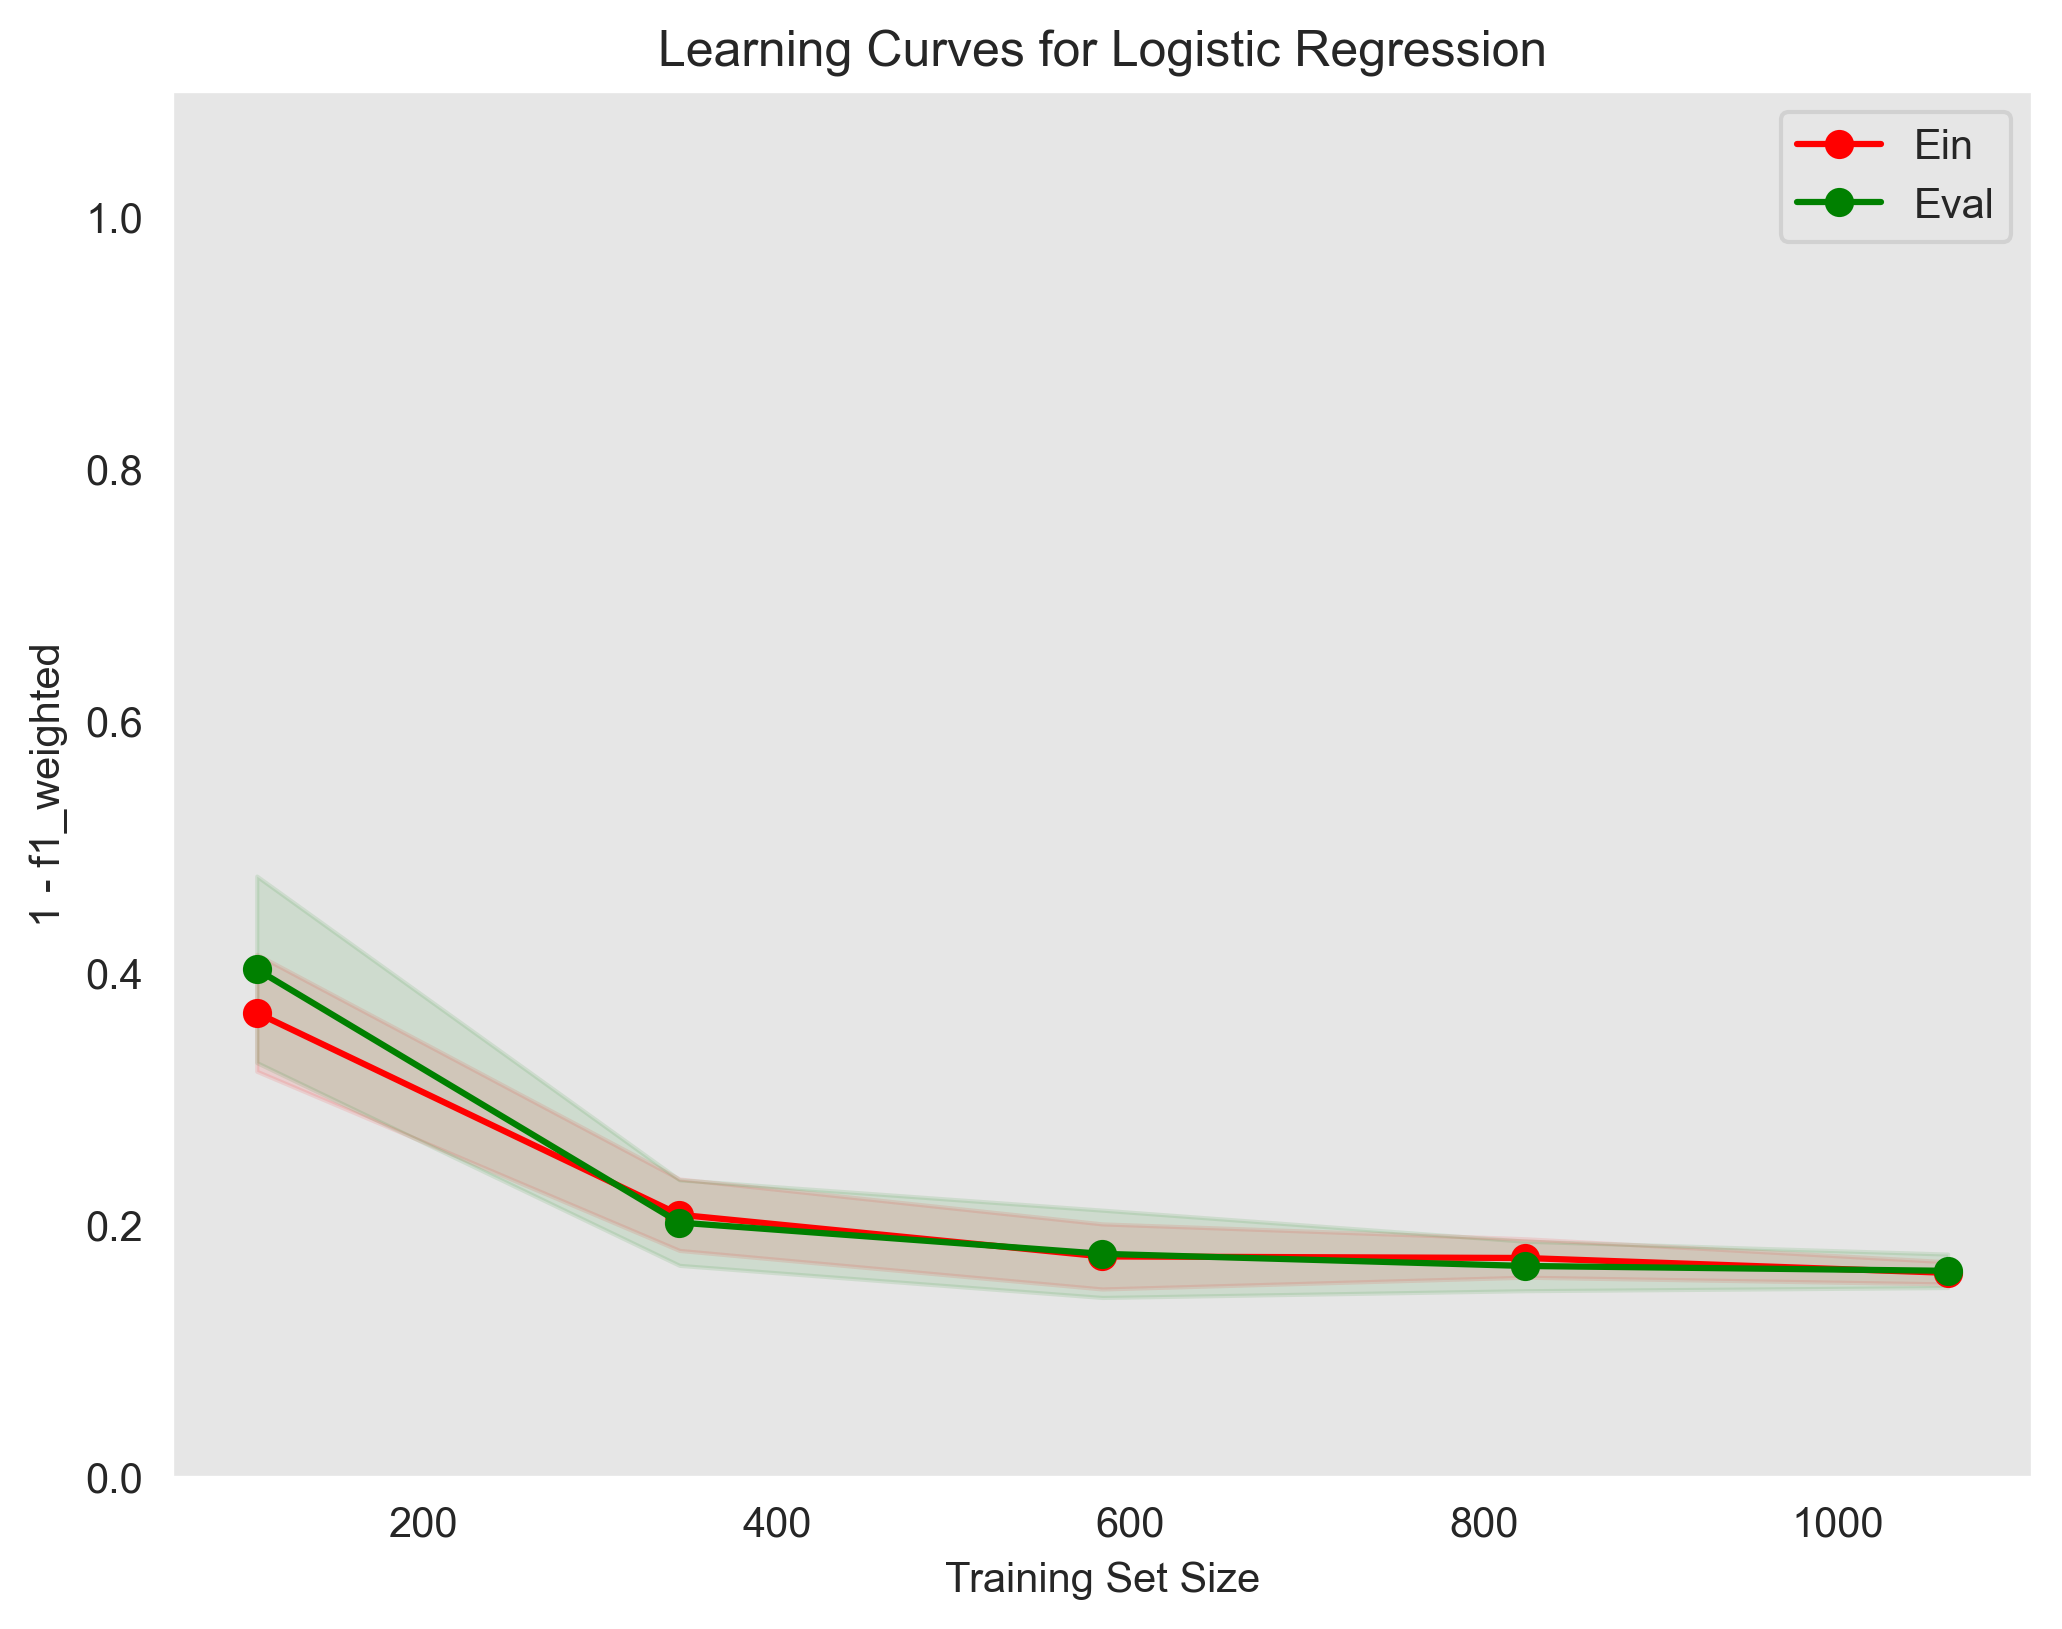 Learning Curves for Logistic Regression
Ein
Eval
1.0
0.8
0.6
0.4
0.2
0.0
1 - f1_weighted
200 400 600 800 1000
Training Set Size